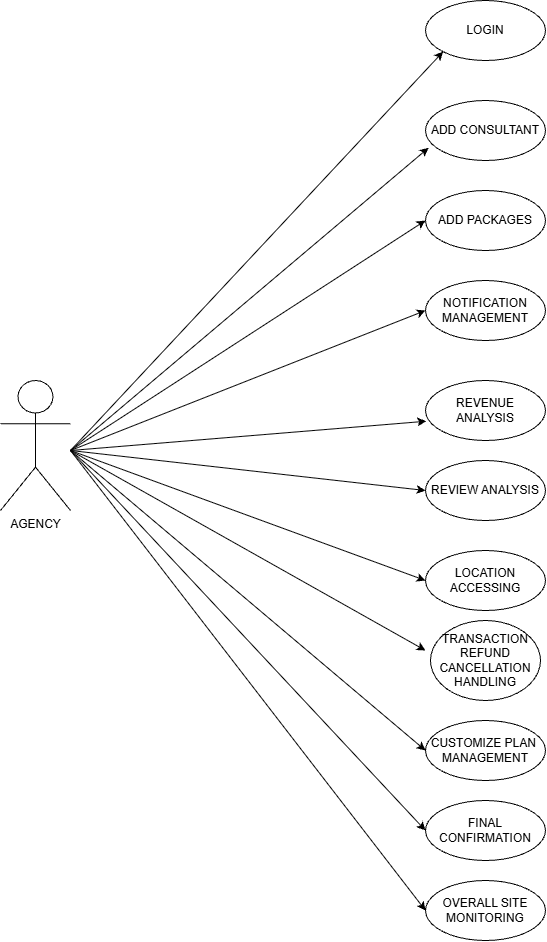 LOGIN
ADD CONSULTANT
ADD PACKAGES
NOTIFICATION
MANAGEMENT
REVENUE
ANALYSIS
REVIEW ANALYSIS
AGENCY
LOCATION
ACCESSING
TRANSACTION
REFUND
CANCELLATION
HANDLING
CUSTOMIZE PLAN
MANAGEMENT
FINAL
CONFIRMATION
OVERALL SITE
MONITORING